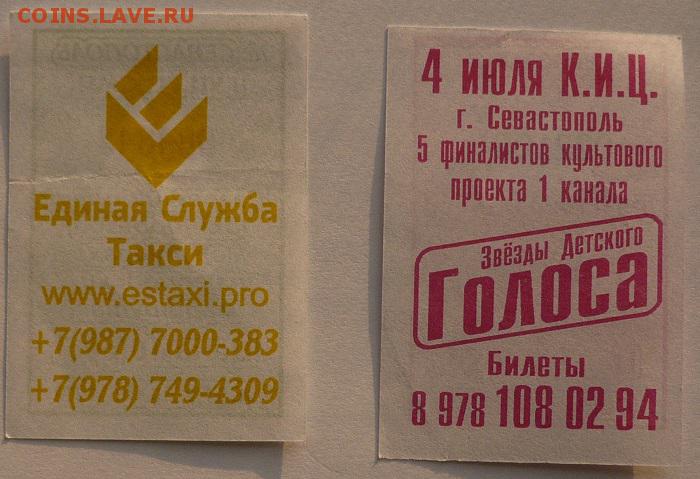 COINS.LAVE.RU
Единая Служба
Такси
www.estaxi.pro
+7(987) 7000-383
+7(978) 749-4309
4 июля К.И.Ц.
г. Севастополь
5 финалистов культового
проекта 1 канала
Звёзды Детского
Голоса
Билеты
8 978 108 02 94